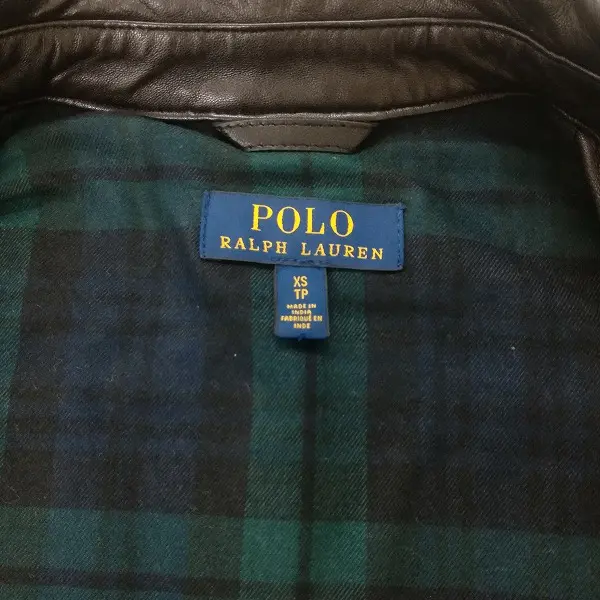 POLO
RALPH LAUREN
XS
TP
MADE IN
INDIA
FABRIQUÉ EN
INDE